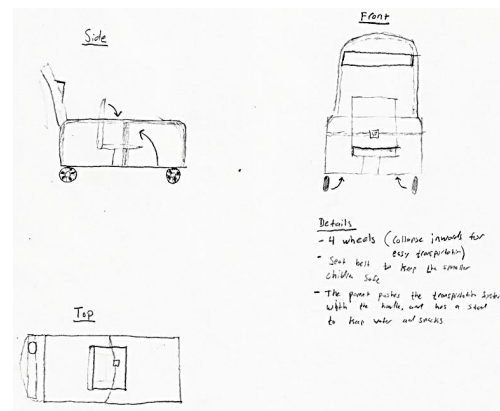 Side
Front
Top
Details
- 4 wheels (collapse inwards for
easy transportation)
- Seat belt to keep the smaller
children safe
- The parent pushes the transportation system
with the handle, and has a
to keep water and snacks